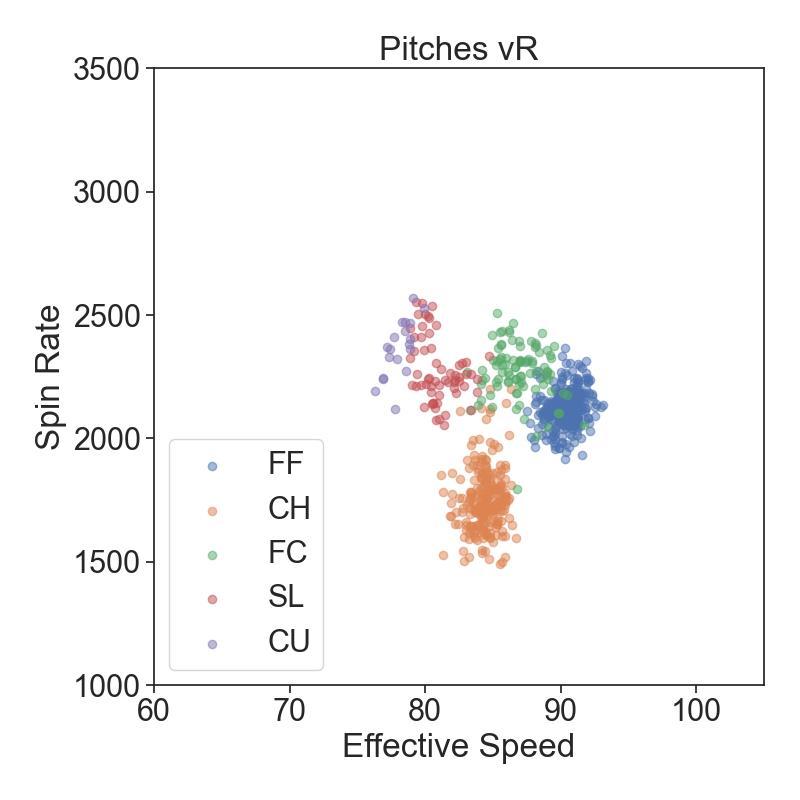 Pitches vR
3500
3000
2500
2000
1500
1000
Spin Rate
FF
CH
FC
SL
CU
60 70 80 90 100
Effective Speed